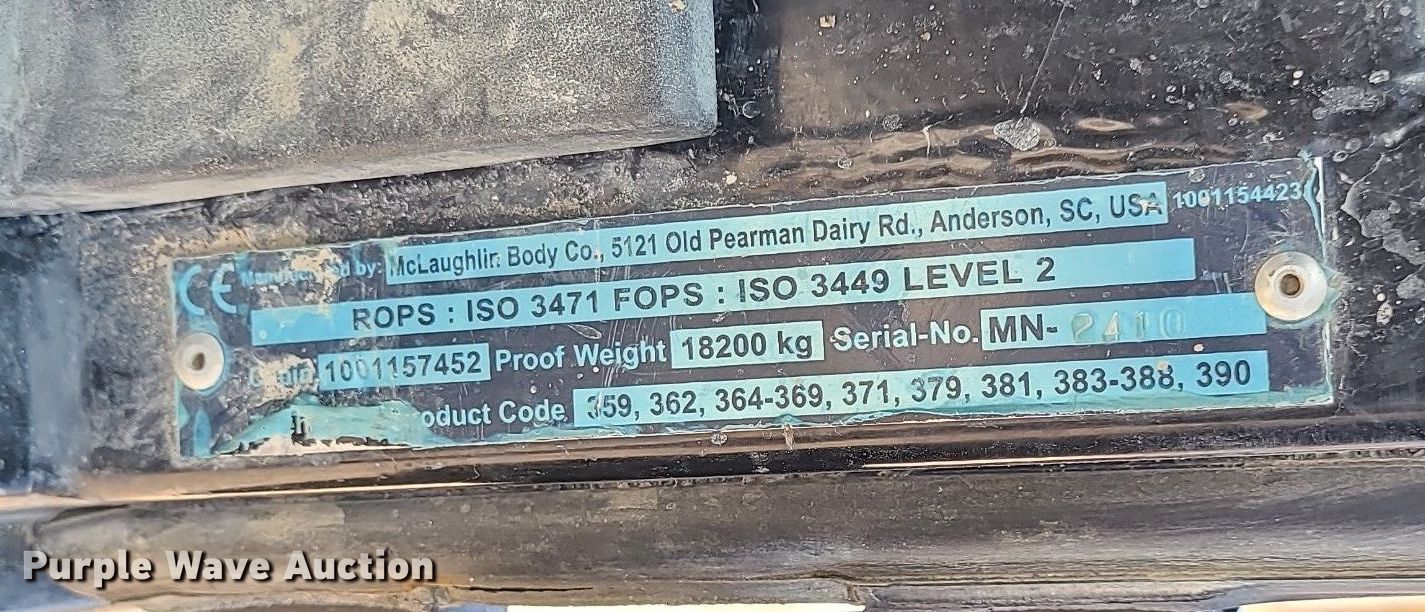 CE by: McLaughlin Body Co., 5121 Old Pearman Dairy Rd., Anderson, SC, USA 1001154423
ROPS : ISO 3471 FOPS : ISO 3449 LEVEL 2
1001157452 Proof Weight 18200 kg Serial-No. MN-2410
Product Code 359, 362, 364-369, 371, 379, 381, 383-388, 390
Purple Wave Auction